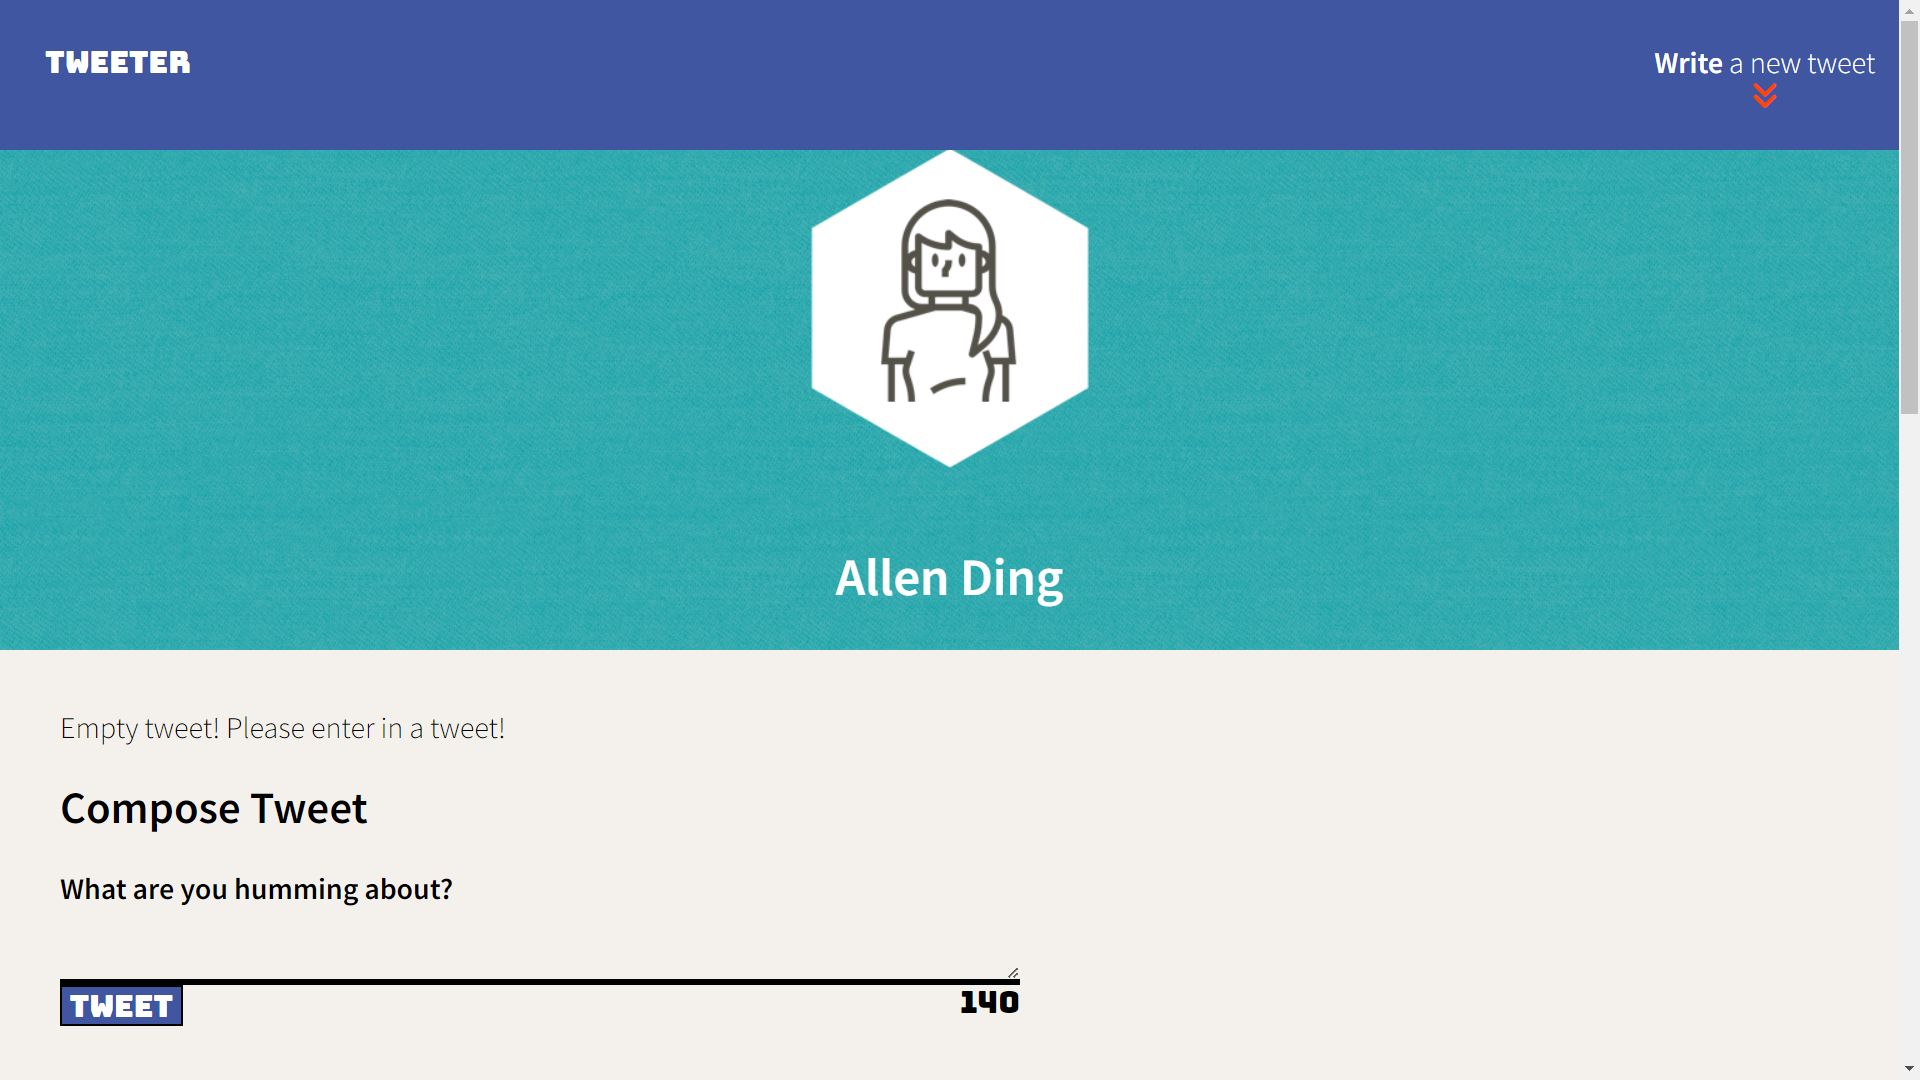 TWEETER
Write a new tweet
Allen Ding
Empty tweet! Please enter in a tweet!
Compose Tweet
What are you humming about?
TWEET
140